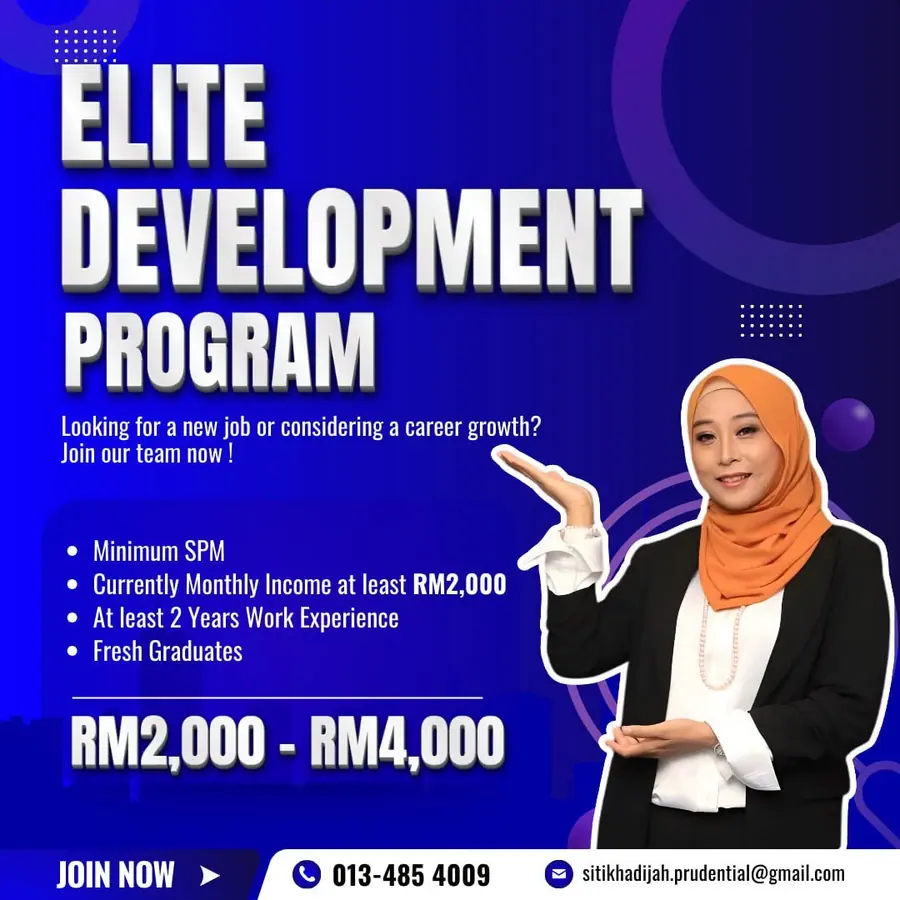 ELITE
DEVELOPMENT
PROGRAM
Looking for a new job or considering a career growth?
Join our team now !
• Minimum SPM
• Currently Monthly Income at least RM2,000
• At least 2 Years Work Experience
• Fresh Graduates
RM2,000 - RM4,000
JOIN NOW 013-485 4009 sitikhadijah.prudential@gmail.com